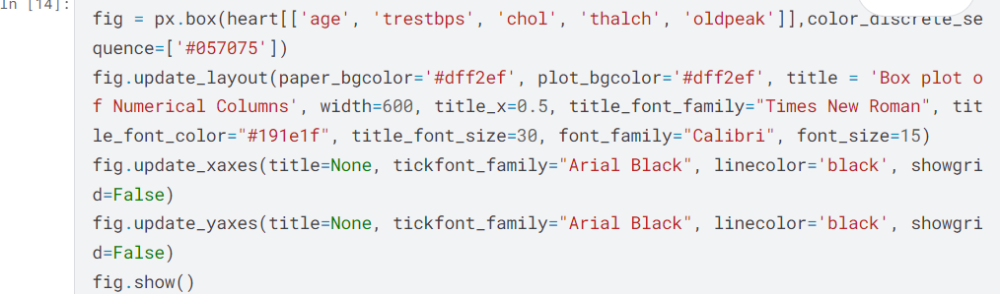 In [14]:
fig = px.box(heart[['age', 'trestbps', 'chol', 'thalch', 'oldpeak']],color_discrete_se
quence=['#057075'])
fig.update_layout(paper_bgcolor='#dff2ef', plot_bgcolor='#dff2ef', title = 'Box plot o
f Numerical Columns', width=600, title_x=0.5, title_font_family="Times New Roman", tit
le_font_color="#191e1f", title_font_size=30, font_family="Calibri", font_size=15)
fig.update_xaxes(title=None, tickfont_family="Arial Black", linecolor='black', showgri
d=False)
fig.update_yaxes(title=None, tickfont_family="Arial Black", linecolor='black', showgri
d=False)
fig.show()